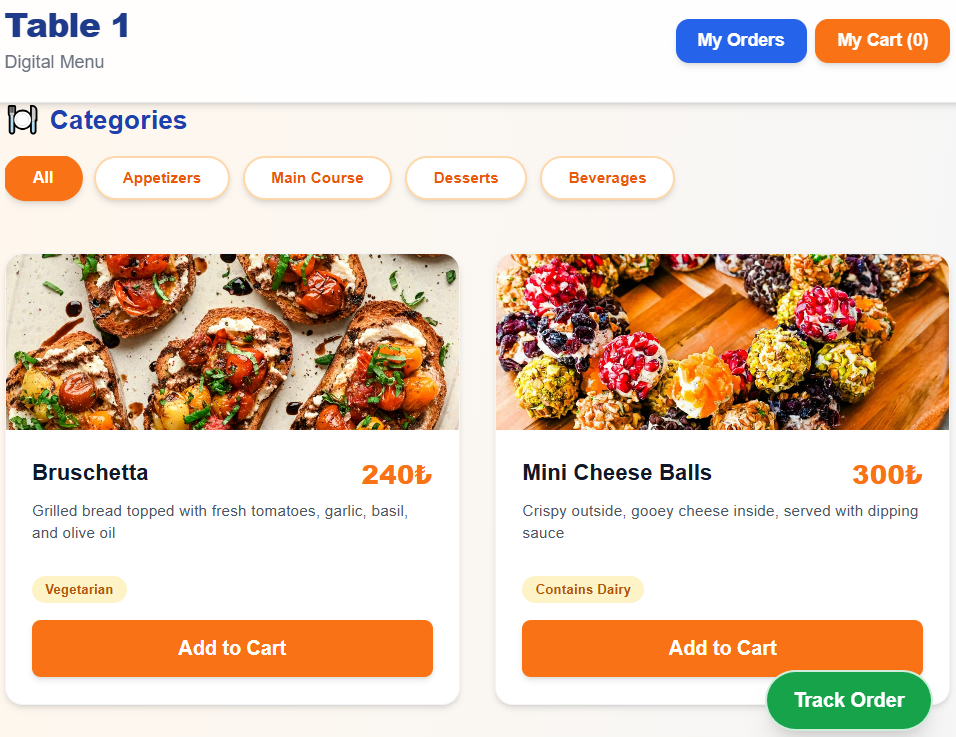 Table 1
Digital Menu
My Orders
My Cart (0)
Categories
All
Appetizers
Main Course
Desserts
Beverages
Bruschetta
240₺
Grilled bread topped with fresh tomatoes, garlic, basil,
and olive oil
Vegetarian
Add to Cart
Mini Cheese Balls
300₺
Crispy outside, gooey cheese inside, served with dipping
sauce
Contains Dairy
Add to Cart
Track Order